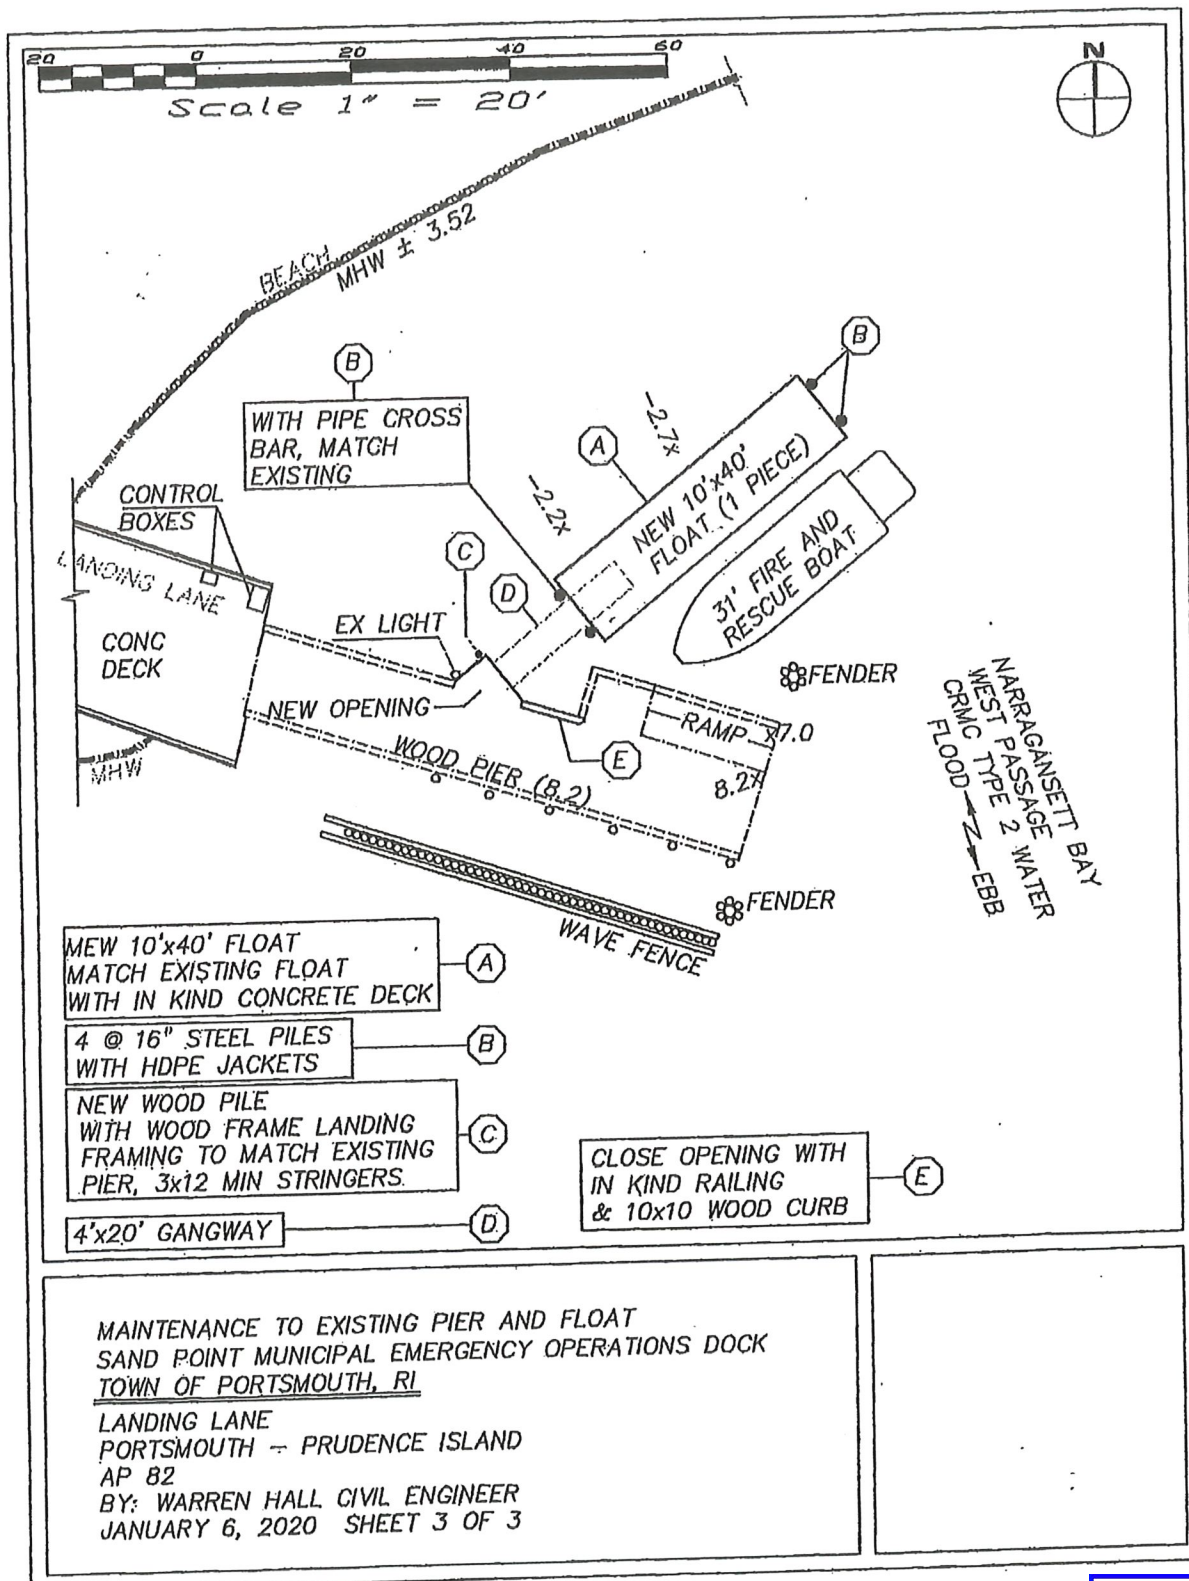 20 0 20 40 60
Scale 1" = 20'
N
BEACH
MHW ± 3.52
B
WITH PIPE CROSS
BAR, MATCH
EXISTING
B
A
-2.7x
-2.2x
NEW 10'x40'
FLOAT (1 PIECE)
31' FIRE AND
RESCUE BOAT
CONTROL
BOXES
LANDING LANE
CONC
DECK
C
D
EX LIGHT
NEW OPENING
FENDER
RAMP
x7.0
8.2x
WOOD PIER (8.2)
E
MHW
NARRAGANSETT BAY
WEST PASSAGE
CRMC TYPE 2 WATER
FLOOD EBB
FENDER
WAVE FENCE
MEW 10'x40' FLOAT
MATCH EXISTING FLOAT
WITH IN KIND CONCRETE DECK
A
4 @ 16" STEEL PILES
WITH HDPE JACKETS
B
NEW WOOD PILE
WITH WOOD FRAME LANDING
FRAMING TO MATCH EXISTING
PIER, 3x12 MIN STRINGERS.
C
4'x20' GANGWAY
D
CLOSE OPENING WITH
IN KIND RAILING
& 10x10 WOOD CURB
E
MAINTENANCE TO EXISTING PIER AND FLOAT
SAND POINT MUNICIPAL EMERGENCY OPERATIONS DOCK
TOWN OF PORTSMOUTH, RI
LANDING LANE
PORTSMOUTH - PRUDENCE ISLAND
AP 82
BY: WARREN HALL CIVIL ENGINEER
JANUARY 6, 2020 SHEET 3 OF 3